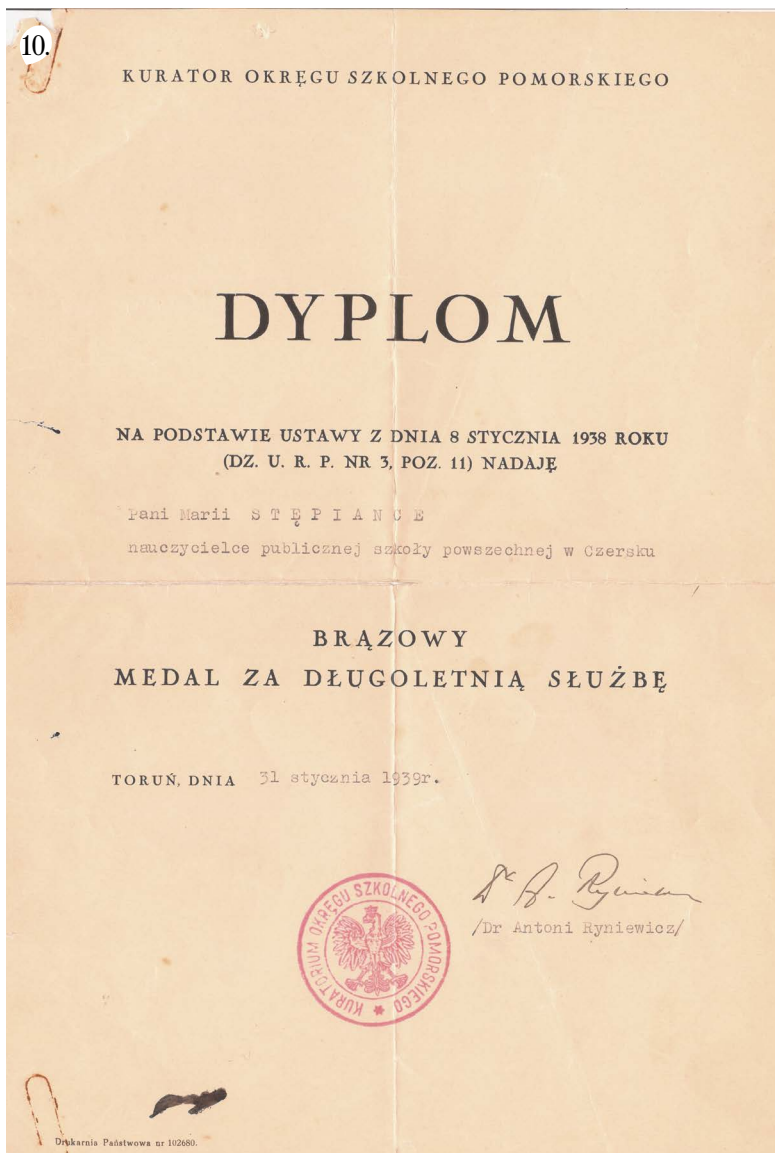 10.
KURATOR OKRĘGU SZKOLNEGO POMORSKIEGO
DYPLOM
NA PODSTAWIE USTAWY Z DNIA 8 STYCZNIA 1938 ROKU
(DZ. U. R. P. NR 3, POZ. 11) NADAJĘ
Pani Marii S T Ę P I A N C E
nauczycielce publicznej szkoły powszechnej w Czersku
BRĄZOWY
MEDAL ZA DŁUGOLETNIĄ SŁUŻBĘ
TORUŃ, DNIA 31 stycznia 1939r.
Dr A. Ryniewicz
/Dr Antoni Ryniewicz/
KURATORIUM OKRĘGU SZKOLNEGO POMORSKIEGO
Drukarnia Państwowa nr 102680.